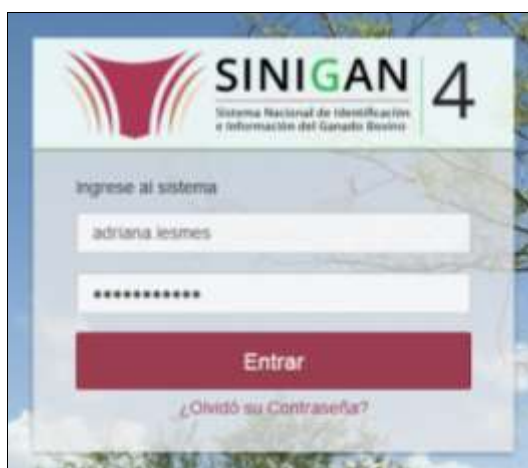 SINIGAN 4
Sistema Nacional de Identificación
e Información del Ganado Bovino
Ingrese al sistema
adriana.lesmes
•••••••••••
Entrar
¿Olvidó su Contraseña?